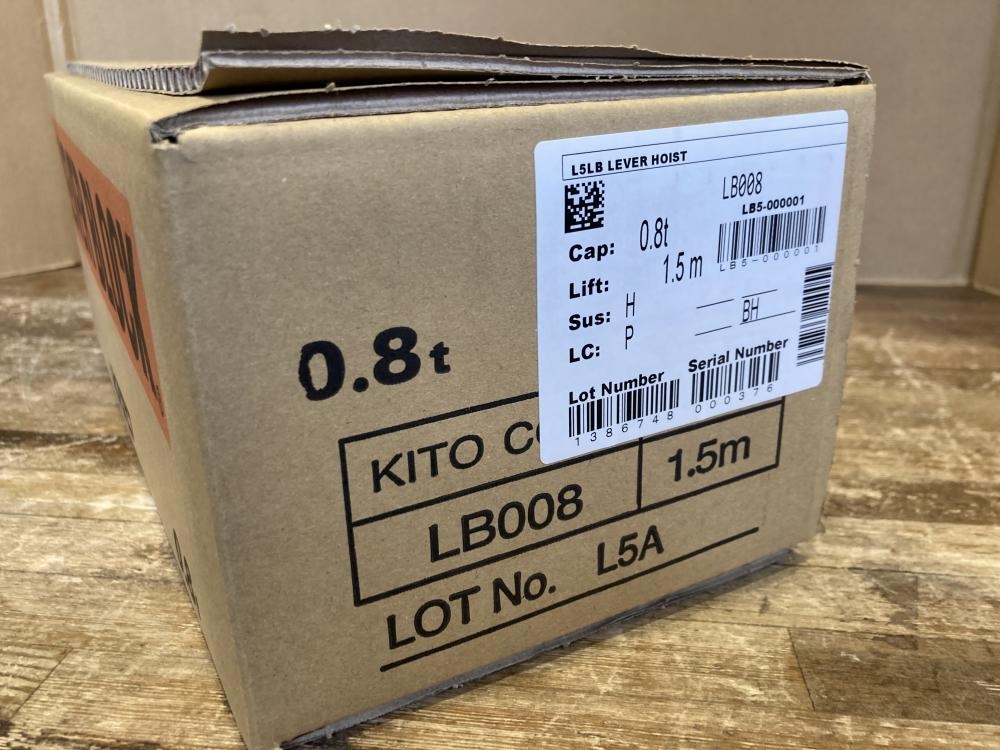 L5LB LEVER HOIST
LB008
LB5-000001
LB5-000001
Cap: 0.8t
Lift: 1.5m
Sus: H
BH
LC: P
Lot Number
1386748
Serial Number
000376
0.8t
KITO
LB008
1.5m
LOT No. L5A